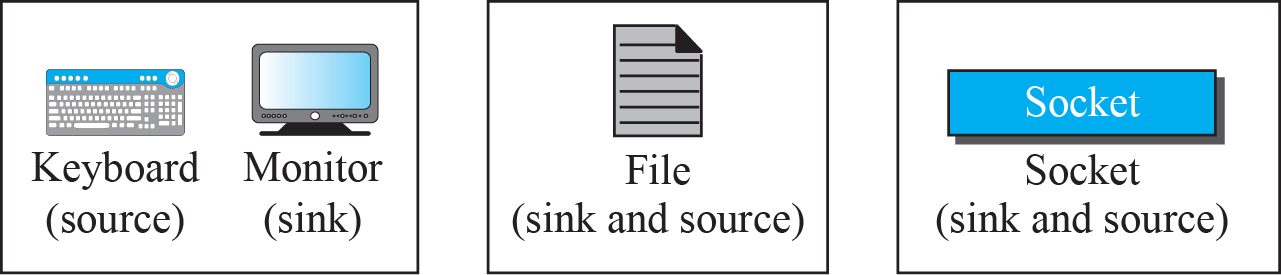 Keyboard
(source)
Monitor
(sink)
File
(sink and source)
Socket
Socket
(sink and source)